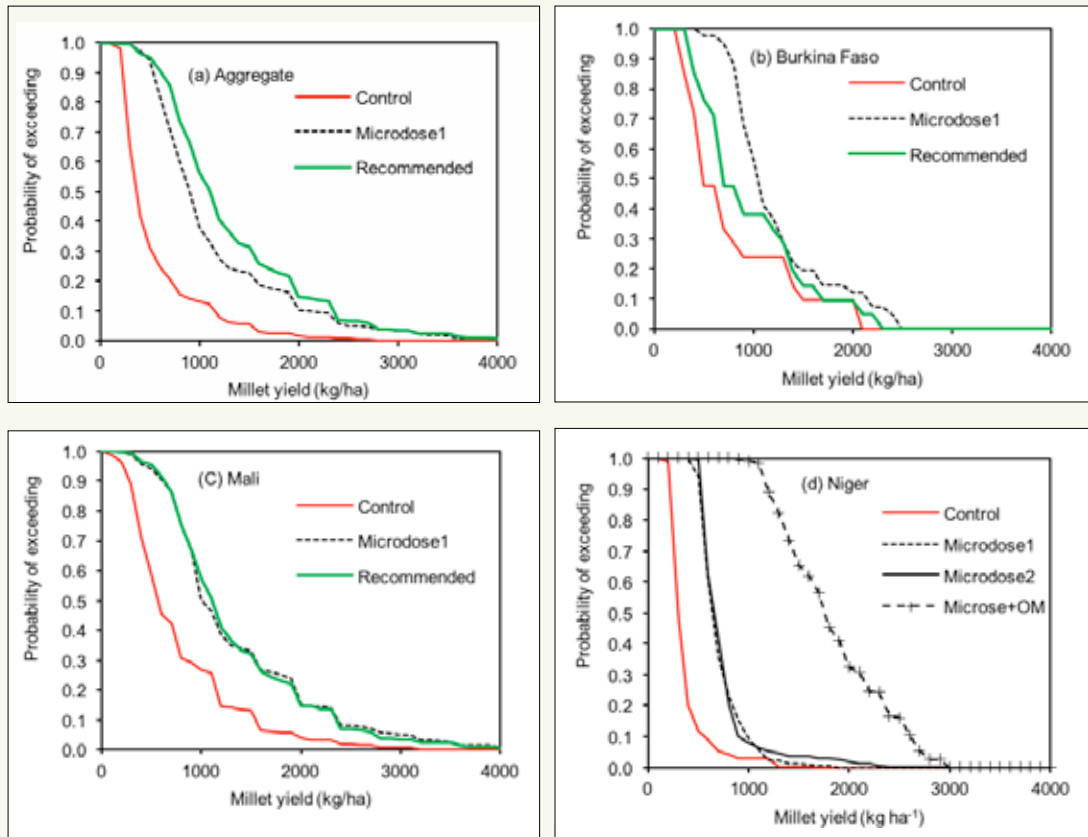 1.0
0.9
0.8
0.7
0.6
0.5
0.4
0.3
0.2
0.1
0.0
Probability of exceeding
(a) Aggregate
Control
Microdose1
Recommended
0 1000 2000 3000 4000
Millet yield (kg/ha)
1.0
0.9
0.8
0.7
0.6
0.5
0.4
0.3
0.2
0.1
0.0
Probability of exceeding
(b) Burkina Faso
Control
Microdose1
Recommended
0 1000 2000 3000 4000
Millet yield (kg/ha)
1.0
0.9
0.8
0.7
0.6
0.5
0.4
0.3
0.2
0.1
0.0
Probability of exceeding
(C) Mali
Control
Microdose1
Recommended
0 1000 2000 3000 4000
Millet yield (kg/ha)
1.0
0.9
0.8
0.7
0.6
0.5
0.4
0.3
0.2
0.1
0.0
Probability of exceeding
(d) Niger
Control
Microdose1
Microdose2
Microse+OM
0 1000 2000 3000 4000
Millet yield (kg ha⁻¹)